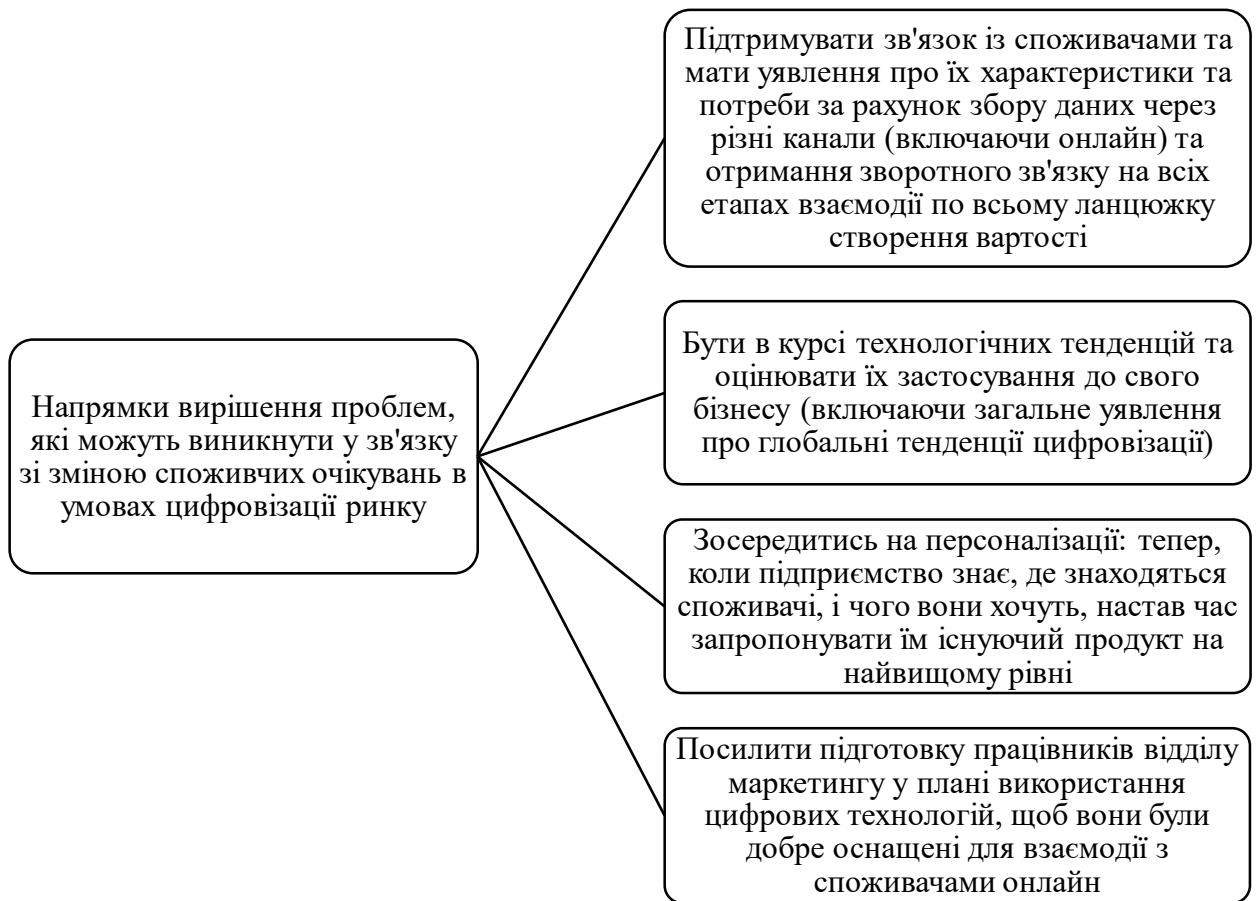 Напрямки вирішення проблем,
які можуть виникнути у зв'язку
зі зміною споживчих очікувань в
умовах цифровізації ринку
Підтримувати зв'язок із споживачами та
мати уявлення про їх характеристики та
потреби за рахунок збору даних через
різні канали (включаючи онлайн) та
отримання зворотного зв'язку на всіх
етапах взаємодії по всьому ланцюжку
створення вартості
Бути в курсі технологічних тенденцій та
оцінювати їх застосування до свого
бізнесу (включаючи загальне уявлення
про глобальні тенденції цифровізації)
Зосередитись на персоналізації: тепер,
коли підприємство знає, де знаходяться
споживачі, і чого вони хочуть, настав час
запропонувати їм існуючий продукт на
найвищому рівні
Посилити підготовку працівників відділу
маркетингу у плані використання
цифрових технологій, щоб вони були
добре оснащені для взаємодії з
споживачами онлайн